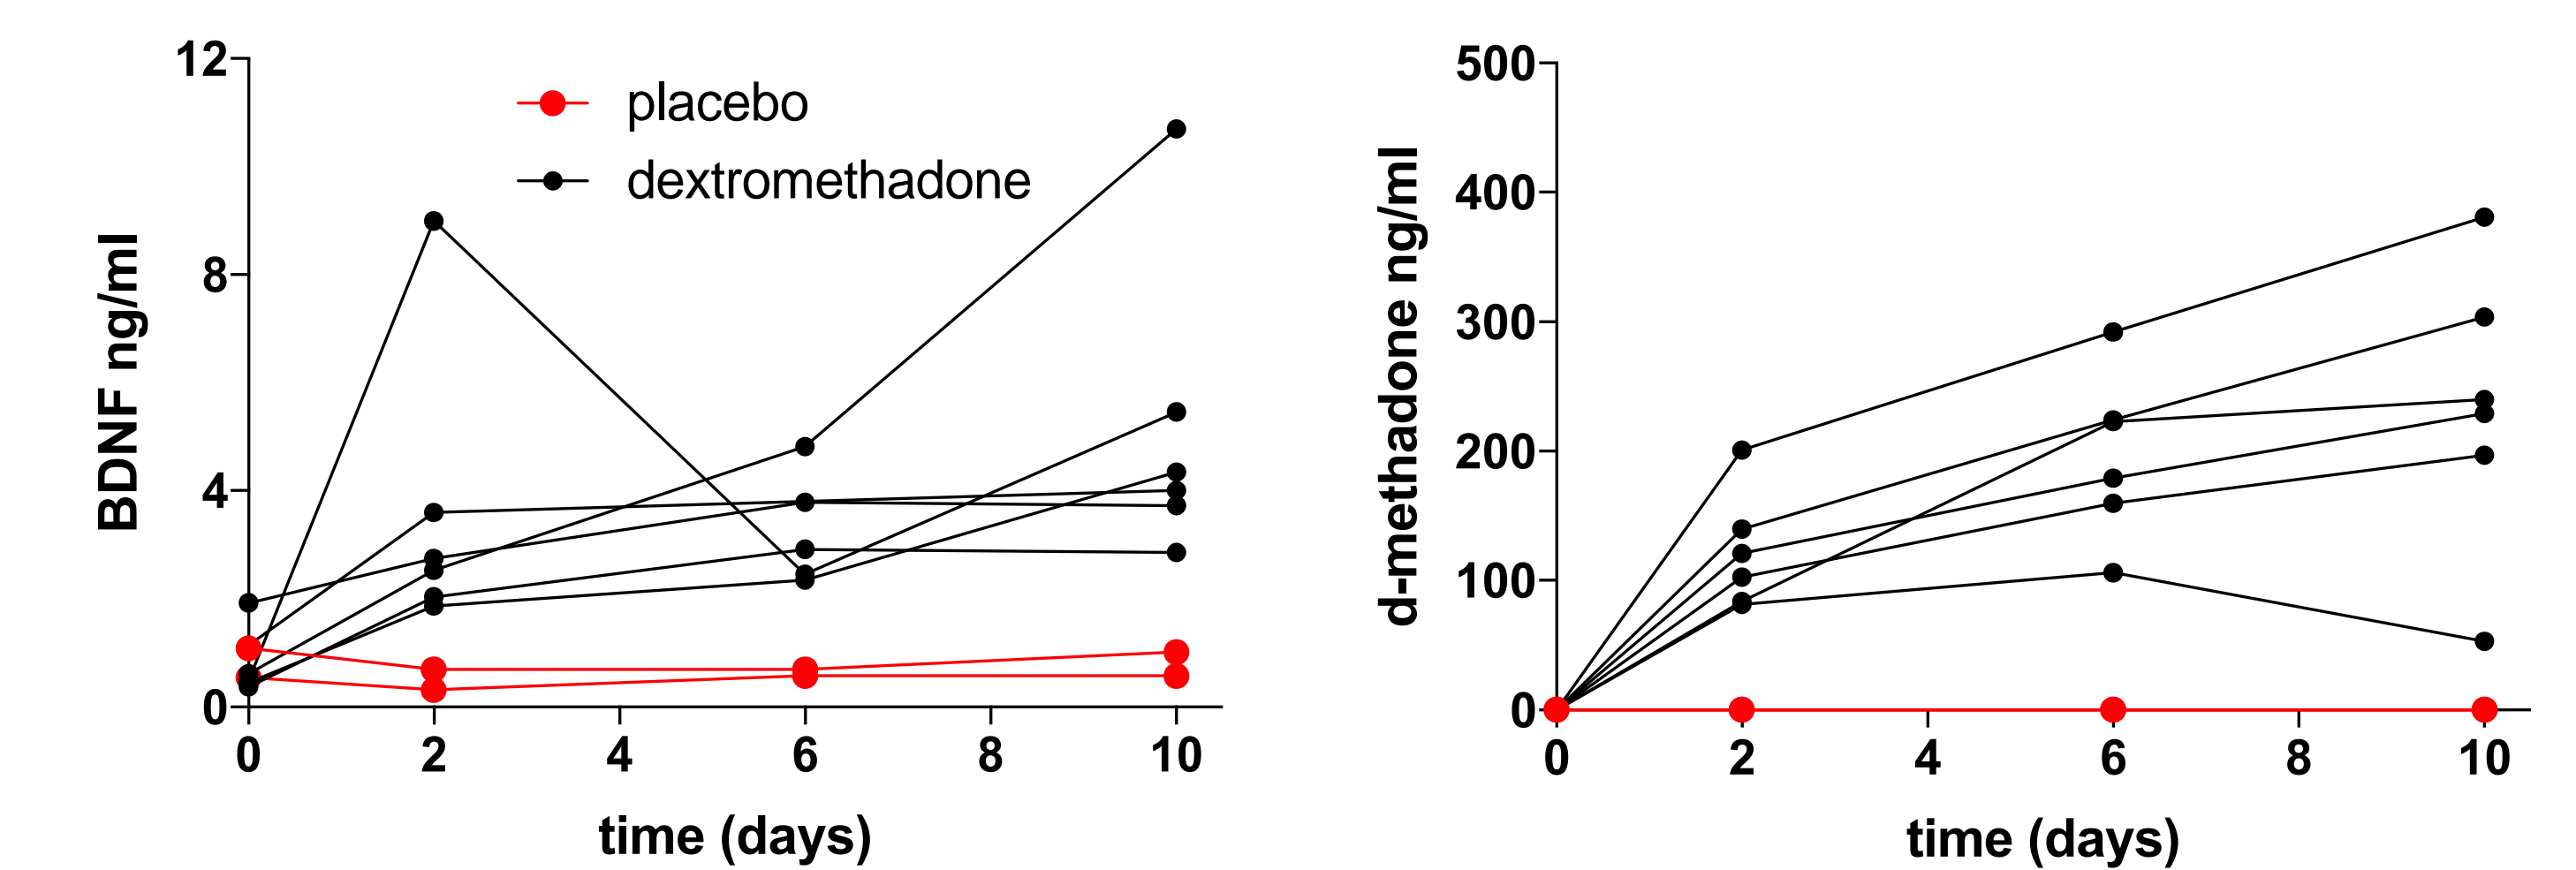 12
8
4
0
0 2 4 6 8 10
BDNF ng/ml
time (days)
placebo
dextromethadone
500
400
300
200
100
0
0 2 4 6 8 10
d-methadone ng/ml
time (days)